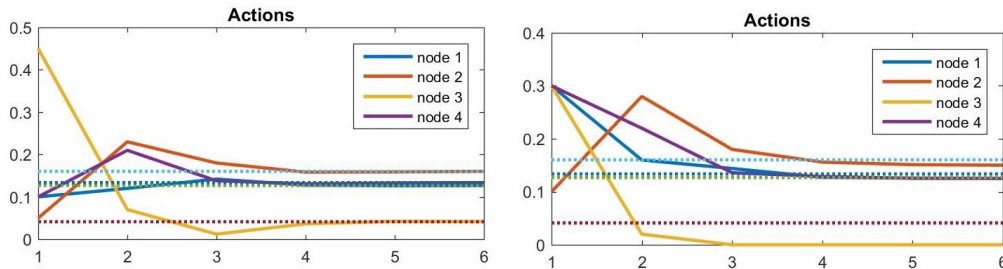 Actions
0.5
0.4
0.3
0.2
0.1
0
1 2 3 4 5 6
node 1
node 2
node 3
node 4
Actions
0.4
0.3
0.2
0.1
0
1 2 3 4 5 6
node 1
node 2
node 3
node 4